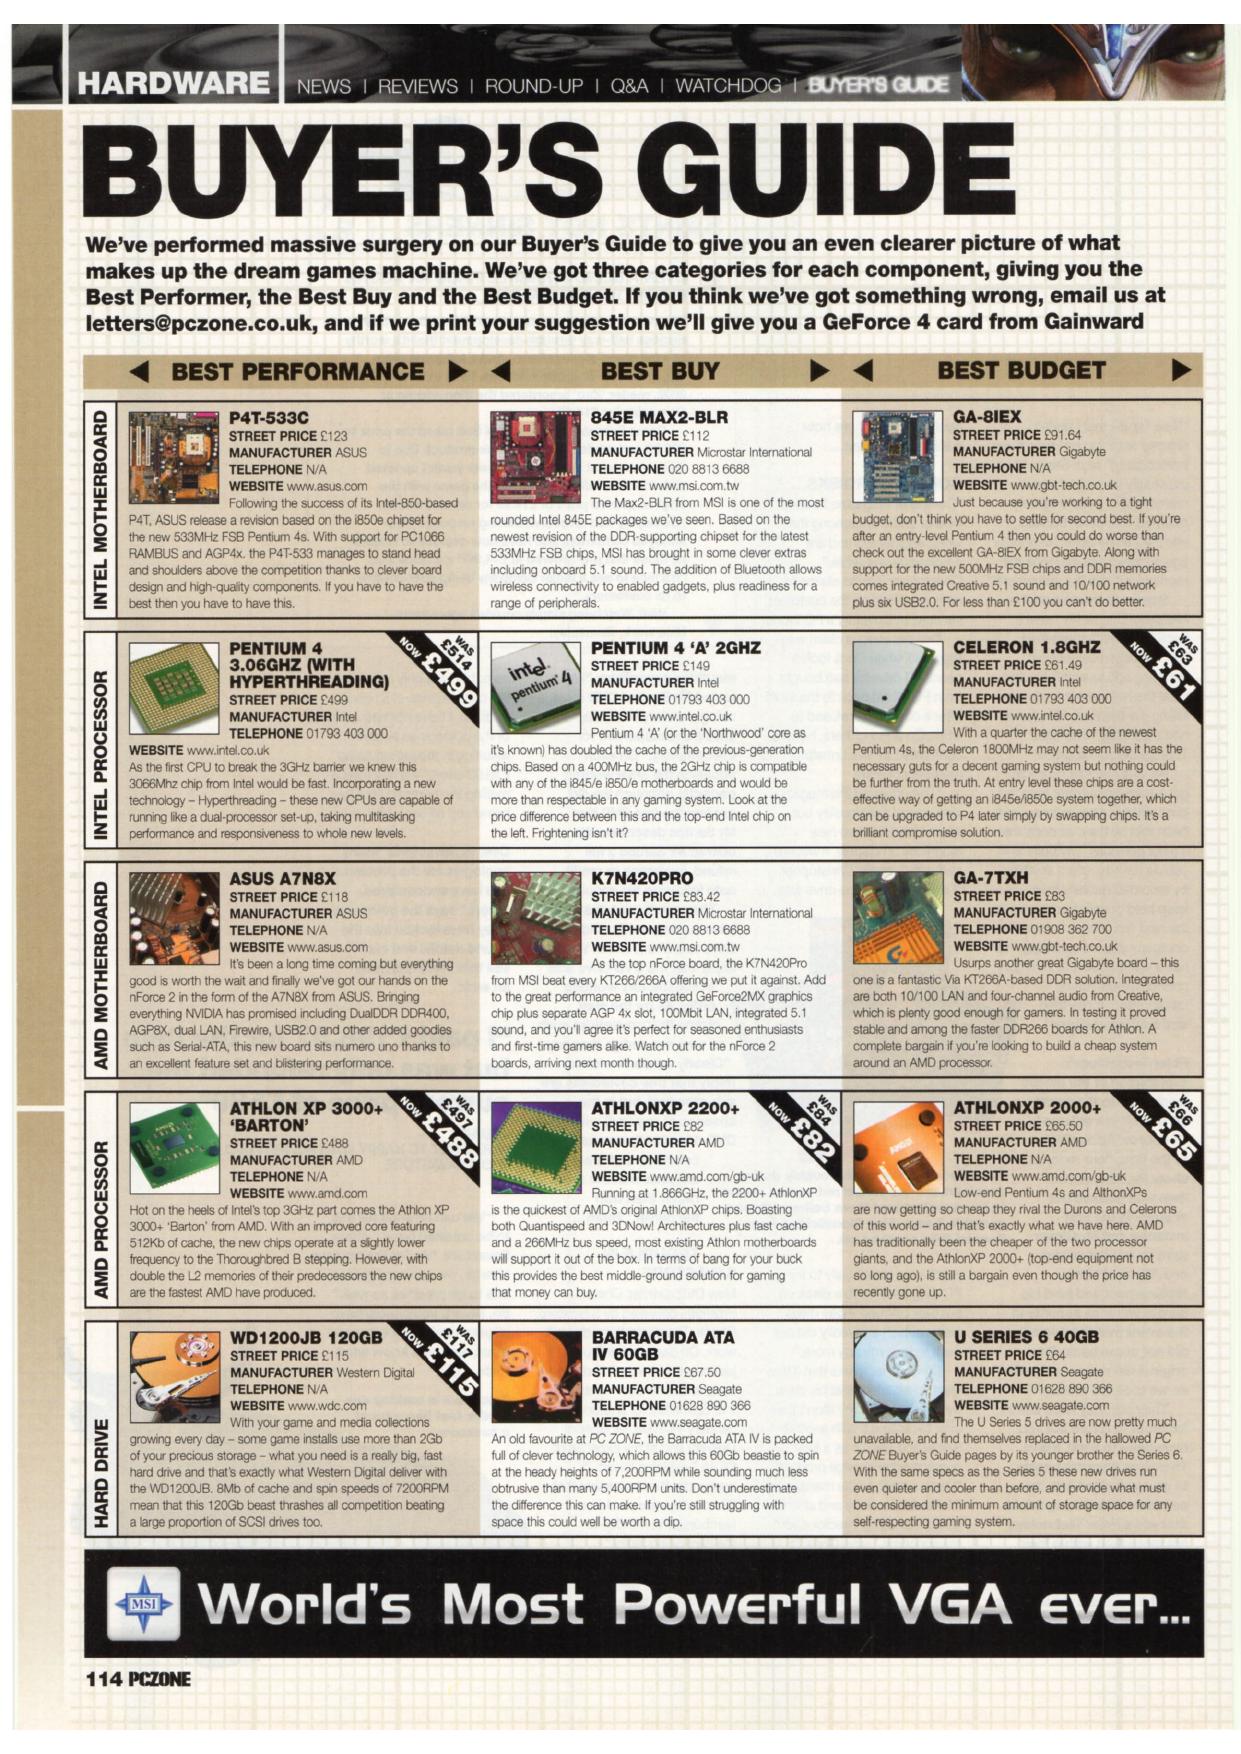 HARDWARE
NEWS | REVIEWS | ROUND-UP | Q&A | WATCHDOG | BUYER'S GUIDE
BUYER'S GUIDE
We've performed massive surgery on our Buyer's Guide to give you an even clearer picture of what
makes up the dream games machine. We've got three categories for each component, giving you the
Best Performer, the Best Buy and the Best Budget. If you think we've got something wrong, email us at
letters@pczone.co.uk, and if we print your suggestion we'll give you a GeForce 4 card from Gainward
BEST PERFORMANCE
BEST BUY
BEST BUDGET
INTEL MOTHERBOARD
P4T-533C
STREET PRICE £123
MANUFACTURER ASUS
TELEPHONE N/A
WEBSITE www.asus.com
Following the success of its Intel-850-based
P4T, ASUS release a revision based on the i850e chipset for
the new 533MHz FSB Pentium 4s. With support for PC1066
RAMBUS and AGP4x. the P4T-533 manages to stand head
and shoulders above the competition thanks to clever board
design and high-quality components. If you have to have the
best then you have to have this.
845E MAX2-BLR
STREET PRICE £112
MANUFACTURER Microstar International
TELEPHONE 020 8813 6688
WEBSITE www.msi.com.tw
The Max2-BLR from MSI is one of the most
rounded Intel 845E packages we've seen. Based on the
newest revision of the DDR-supporting chipset for the latest
533MHz FSB chips, MSI has brought in some clever extras
including onboard 5.1 sound. The addition of Bluetooth allows
wireless connectivity to enabled gadgets, plus readiness for a
range of peripherals.
GA-8IEX
STREET PRICE £91.64
MANUFACTURER Gigabyte
TELEPHONE N/A
WEBSITE www.gbt-tech.co.uk
Just because you're working to a tight
budget, don't think you have to settle for second best. If you're
after an entry-level Pentium 4 then you could do worse than
check out the excellent GA-8IEX from Gigabyte. Along with
support for the new 500MHz FSB chips and DDR memories
comes integrated Creative 5.1 sound and 10/100 network
plus six USB2.0. For less than £100 you can't do better.
INTEL PROCESSOR
PENTIUM 4
3.06GHZ (WITH
HYPERTHREADING)
STREET PRICE £499
MANUFACTURER Intel
TELEPHONE 01793 403 000
WEBSITE www.intel.co.uk
As the first CPU to break the 3GHz barrier we knew this
3066Mhz chip from Intel would be fast. Incorporating a new
technology – Hyperthreading – these new CPUs are capable of
running like a dual-processor set-up, taking multitasking
performance and responsiveness to whole new levels.
WAS £514
NOW £499
PENTIUM 4 'A' 2GHZ
STREET PRICE £149
MANUFACTURER Intel
TELEPHONE 01793 403 000
WEBSITE www.intel.co.uk
Pentium 4 'A' (or the 'Northwood' core as
it's known) has doubled the cache of the previous-generation
chips. Based on a 400MHz bus, the 2GHz chip is compatible
with any of the i845/e i850/e motherboards and would be
more than respectable in any gaming system. Look at the
price difference between this and the top-end Intel chip on
the left. Frightening isn't it?
intel
pentium 4
CELERON 1.8GHZ
STREET PRICE £61.49
MANUFACTURER Intel
TELEPHONE 01793 403 000
WEBSITE www.intel.co.uk
With a quarter the cache of the newest
Pentium 4s, the Celeron 1800MHz may not seem like it has the
necessary guts for a decent gaming system but nothing could
be further from the truth. At entry level these chips are a cost-
effective way of getting an i845e/i850e system together, which
can be upgraded to P4 later simply by swapping chips. It's a
brilliant compromise solution.
WAS £63
NOW £61
AMD MOTHERBOARD
ASUS A7N8X
STREET PRICE £118
MANUFACTURER ASUS
TELEPHONE N/A
WEBSITE www.asus.com
It's been a long time coming but everything
good is worth the wait and finally we've got our hands on the
nForce 2 in the form of the A7N8X from ASUS. Bringing
everything NVIDIA has promised including DualDDR DDR400,
AGP8X, dual LAN, Firewire, USB2.0 and other added goodies
such as Serial-ATA, this new board sits numero uno thanks to
an excellent feature set and blistering performance.
K7N420PRO
STREET PRICE £83.42
MANUFACTURER Microstar International
TELEPHONE 020 8813 6688
WEBSITE www.msi.com.tw
As the top nForce board, the K7N420Pro
from MSI beat every KT266/266A offering we put it against. Add
to the great performance an integrated GeForce2MX graphics
chip plus separate AGP 4x slot, 100Mbit LAN, integrated 5.1
sound, and you'll agree it's perfect for seasoned enthusiasts
and first-time gamers alike. Watch out for the nForce 2
boards, arriving next month though.
GA-7TXH
STREET PRICE £83
MANUFACTURER Gigabyte
TELEPHONE 01908 362 700
WEBSITE www.gbt-tech.co.uk
Usurps another great Gigabyte board – this
one is a fantastic Via KT266A-based DDR solution. Integrated
are both 10/100 LAN and four-channel audio from Creative,
which is plenty good enough for gamers. In testing it proved
stable and among the faster DDR266 boards for Athlon. A
complete bargain if you're looking to build a cheap system
around an AMD processor.
AMD PROCESSOR
ATHLON XP 3000+
'BARTON'
STREET PRICE £488
MANUFACTURER AMD
TELEPHONE N/A
WEBSITE www.amd.com
Hot on the heels of Intel's top 3GHz part comes the Athlon XP
3000+ 'Barton' from AMD. With an improved core featuring
512Kb of cache, the new chips operate at a slightly lower
frequency to the Thoroughbred B stepping. However, with
double the L2 memories of their predecessors the new chips
are the fastest AMD have produced.
WAS £497
NOW £488
ATHLONXP 2200+
STREET PRICE £82
MANUFACTURER AMD
TELEPHONE N/A
WEBSITE www.amd.com/gb-uk
Running at 1.866GHz, the 2200+ AthlonXP
is the quickest of AMD's original AthlonXP chips. Boasting
both Quantispeed and 3DNow! Architectures plus fast cache
and a 266MHz bus speed, most existing Athlon motherboards
will support it out of the box. In terms of bang for your buck
this provides the best middle-ground solution for gaming
that money can buy.
WAS £84
NOW £82
ATHLONXP 2000+
STREET PRICE £65.50
MANUFACTURER AMD
TELEPHONE N/A
WEBSITE www.amd.com/gb-uk
Low-end Pentium 4s and AlthonXPs
are now getting so cheap they rival the Durons and Celerons
of this world – and that's exactly what we have here. AMD
has traditionally been the cheaper of the two processor
giants, and the AthlonXP 2000+ (top-end equipment not
so long ago), is still a bargain even though the price has
recently gone up.
WAS £66
NOW £65
HARD DRIVE
WD1200JB 120GB
STREET PRICE £115
MANUFACTURER Western Digital
TELEPHONE N/A
WEBSITE www.wdc.com
With your game and media collections
growing every day – some game installs use more than 2Gb
of your precious storage – what you need is a really big, fast
hard drive and that's exactly what Western Digital deliver with
the WD1200JB. 8Mb of cache and spin speeds of 7200RPM
mean that this 120Gb beast thrashes all competition beating
a large proportion of SCSI drives too.
WAS £117
NOW £115
BARRACUDA ATA
IV 60GB
STREET PRICE £67.50
MANUFACTURER Seagate
TELEPHONE 01628 890 366
WEBSITE www.seagate.com
An old favourite at PC ZONE, the Barracuda ATA IV is packed
full of clever technology, which allows this 60Gb beastie to spin
at the heady heights of 7,200RPM while sounding much less
obtrusive than many 5,400RPM units. Don't underestimate
the difference this can make. If you're still struggling with
space this could well be worth a dip.
U SERIES 6 40GB
STREET PRICE £64
MANUFACTURER Seagate
TELEPHONE 01628 890 366
WEBSITE www.seagate.com
The U Series 5 drives are now pretty much
unavailable, and find themselves replaced in the hallowed PC
ZONE Buyer's Guide pages by its younger brother the Series 6.
With the same specs as the Series 5 these new drives run
even quieter and cooler than before, and provide what must
be considered the minimum amount of storage space for any
self-respecting gaming system.
MSI
World's Most Powerful VGA ever...
114 PCZONE